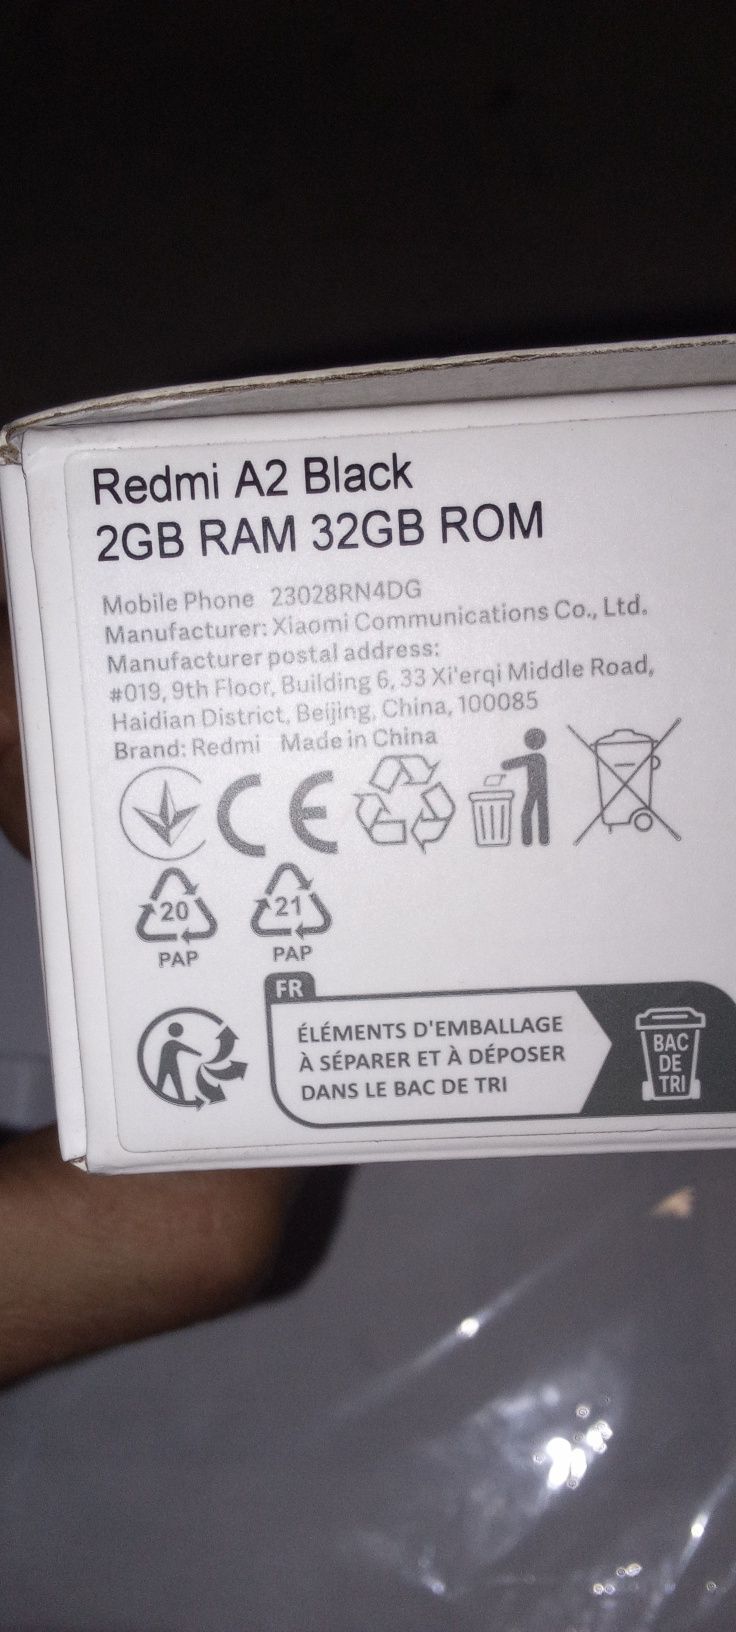 Redmi A2 Black
2GB RAM 32GB ROM
Mobile Phone 23028RN4DG
Manufacturer: Xiaomi Communications Co., Ltd.
Manufacturer postal address:
#019, 9th Floor, Building 6, 33 Xi'erqi Middle Road,
Haidian District, Beijing, China, 100085
Brand: Redmi Made in China
CE
20
PAP
21
PAP
FR
ÉLÉMENTS D'EMBALLAGE
À SÉPARER ET À DÉPOSER
DANS LE BAC DE TRI
BAC
DE
TRI